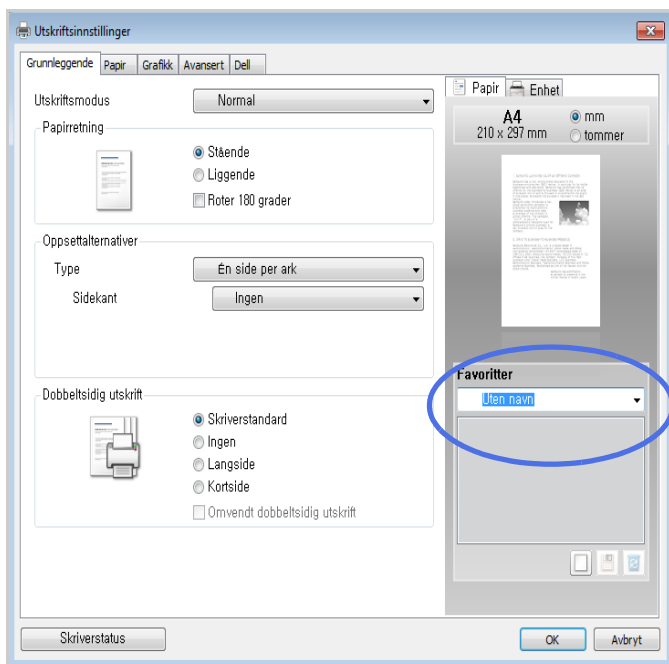 Utskriftsinnstillinger
Grunnleggende Papir Grafikk Avansert Dell
Utskriftsmodus Normal
Papirretning
Stående
Liggende
Roter 180 grader
Oppsettalternativer
Type Én side per ark
Sidekant Ingen
Dobbeltsidig utskrift
Skriverstandard
Ingen
Langside
Kortside
Omvendt dobbeltsidig utskrift
Papir Enhet
A4
210 x 297 mm
mm
tommer
Favoritter
Uten navn
Skriverstatus OK Avbryt